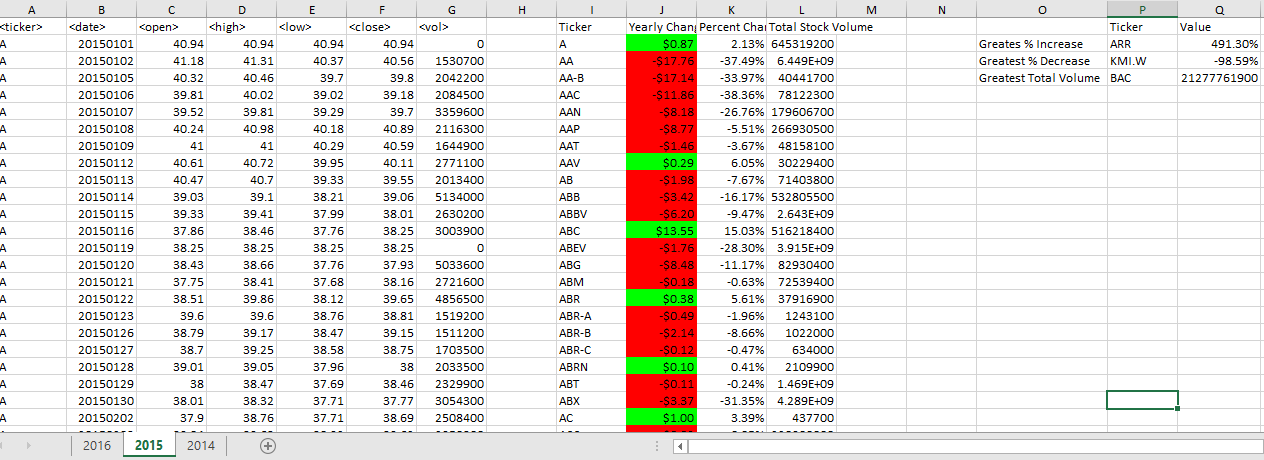 A B C D E F G H I J K L M N O P Q
<ticker> <date> <open> <high> <low> <close> <vol> Ticker Yearly Chan Percent Chai Total Stock Volume Ticker Value
A 20150101 40.94 40.94 40.94 40.94 0 A $0.87 2.13% 645319200 Greates % Increase ARR 491.30%
A 20150102 41.18 41.31 40.37 40.56 1530700 AA -$17.76 -37.49% 6.449E+09 Greatest % Decrease KMI.W -98.59%
A 20150105 40.32 40.46 39.7 39.8 2042200 AA-B -$17.14 -33.97% 40441700 Greatest Total Volume BAC 21277761900
A 20150106 39.81 40.02 39.02 39.18 2084500 AAC -$11.86 -38.36% 78122300
A 20150107 39.52 39.81 39.29 39.7 3359600 AAN -$8.18 -26.76% 179606700
A 20150108 40.24 40.98 40.18 40.89 2116300 AAP -$8.77 -5.51% 266930500
A 20150109 41 41 40.29 40.59 1644900 AAT -$1.46 -3.67% 48158100
A 20150112 40.61 40.72 39.95 40.11 2771100 AAV $0.29 6.05% 30229400
A 20150113 40.47 40.7 39.33 39.55 2013400 AB -$1.98 -7.67% 71403800
A 20150114 39.03 39.1 38.21 39.06 5134000 ABB -$3.42 -16.17% 532805500
A 20150115 39.33 39.41 37.99 38.01 2630200 ABBV -$6.20 -9.47% 2.643E+09
A 20150116 37.86 38.46 37.76 38.25 3003900 ABC $13.55 15.03% 516218400
A 20150119 38.25 38.25 38.25 38.25 0 ABEV -$1.76 -28.30% 3.915E+09
A 20150120 38.43 38.66 37.76 37.93 5033600 ABG -$8.48 -11.17% 82930400
A 20150121 37.75 38.41 37.68 38.16 2721600 ABM -$0.18 -0.63% 72539400
A 20150122 38.51 39.86 38.12 39.65 4856500 ABR $0.38 5.61% 37916900
A 20150123 39.6 39.6 38.76 38.81 1519200 ABR-A -$0.49 -1.96% 1243100
A 20150126 38.79 39.17 38.47 39.15 1511200 ABR-B -$2.14 -8.66% 1022000
A 20150127 38.7 39.25 38.58 38.75 1703500 ABR-C -$0.12 -0.47% 634000
A 20150128 39.01 39.05 37.96 38 2033500 ABRN $0.10 0.41% 2109900
A 20150129 38 38.47 37.69 38.46 2329900 ABT -$0.11 -0.24% 1.469E+09
A 20150130 38.01 38.32 37.71 37.77 3054300 ABX -$3.37 -31.35% 4.289E+09
A 20150202 37.9 38.76 37.71 38.69 2508400 AC $1.00 3.39% 437700
2016 2015 2014